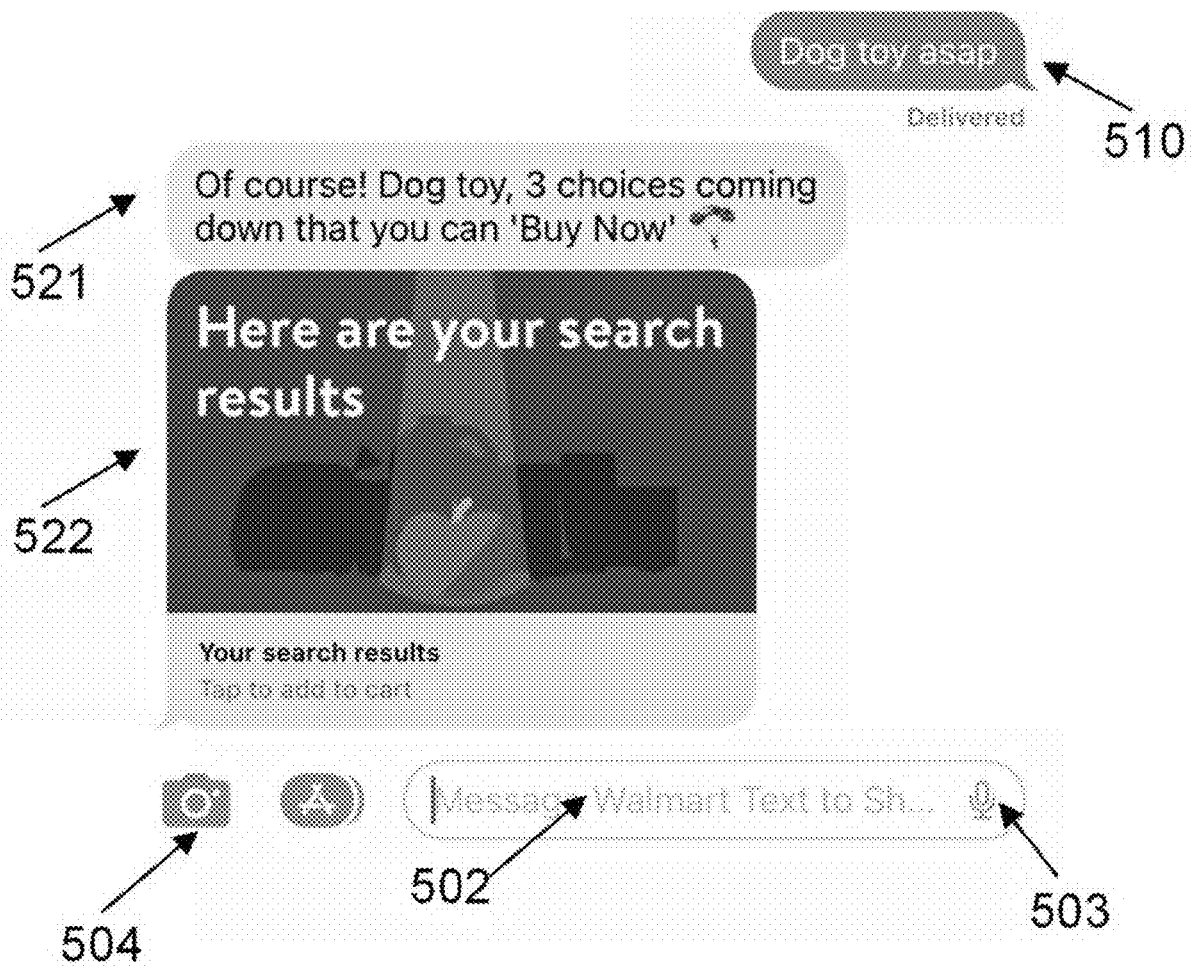 Dog toy asap
Delivered
510
Of course! Dog toy, 3 choices coming
down that you can 'Buy Now'
521
Here are your search
results
522
Your search results
Tap to add to cart
Message Walmart Text to Sh...
502
503
504